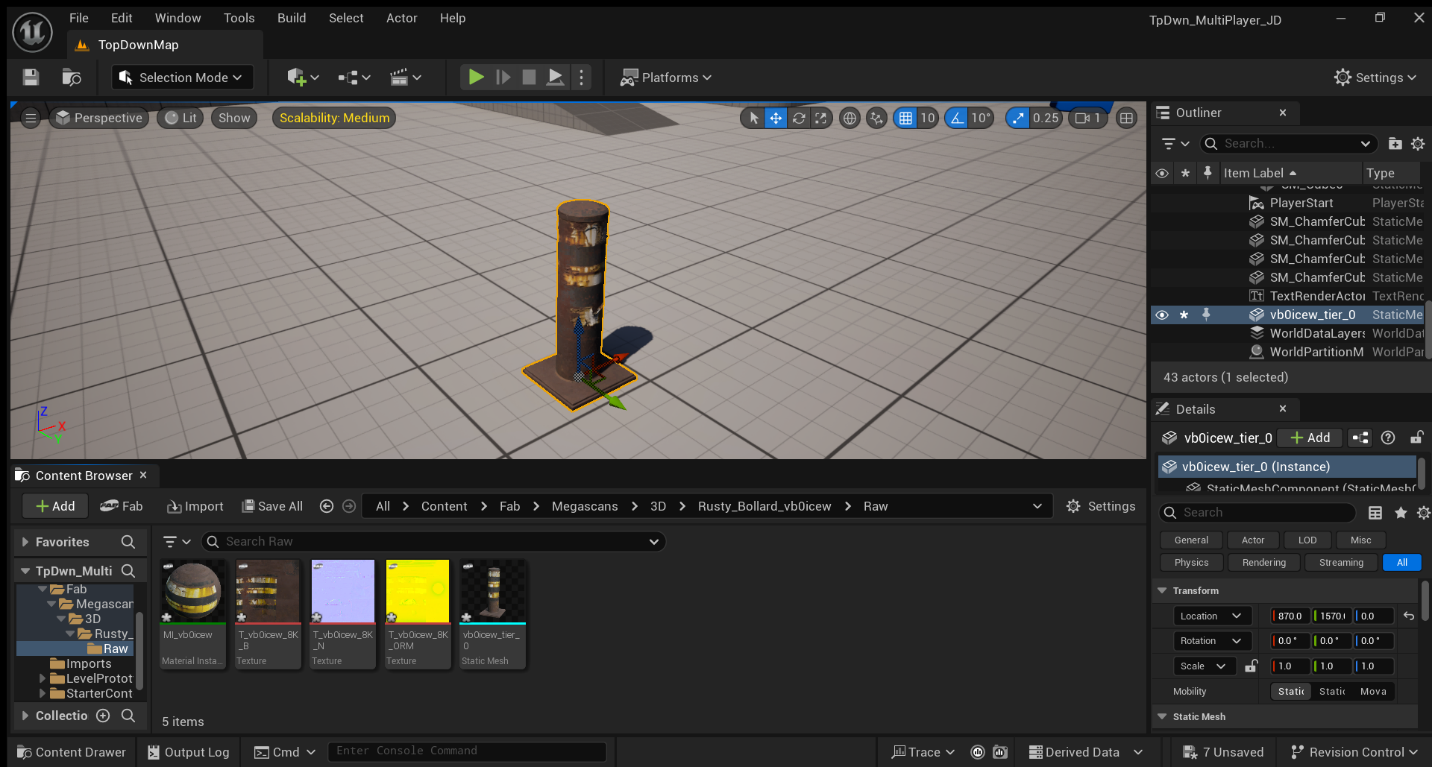 File Edit Window Tools Build Select Actor Help
TpDwn_MultiPlayer_JD
TopDownMap
Selection Mode
Platforms
Settings
Perspective
Lit
Show
Scalability: Medium
10
10°
0.25
1
Z
X
Y
Outliner
Search...
Item Label
Type
PlayerStart PlayerSta
SM_ChamferCub StaticMe
SM_ChamferCub StaticMe
SM_ChamferCub StaticMe
SM_ChamferCub StaticMe
TextRenderActor TextRend
vb0icew_tier_0 StaticMe
WorldDataLayers WorldDat
WorldPartitionM WorldPar
43 actors (1 selected)
Details
vb0icew_tier_0
Add
vb0icew_tier_0 (Instance)
StaticMeshComponent (StaticMeshC
Search
General Actor LOD Misc
Physics Rendering Streaming All
Transform
Location 870.0 1570.( 0.0
Rotation 0.0 ° 0.0 ° 0.0 °
Scale 1.0 1.0 1.0
Mobility Static Static Mova
Static Mesh
Content Browser
Add
Fab
Import
Save All
All > Content > Fab > Megascans > 3D > Rusty_Bollard_vb0icew > Raw
Settings
Favorites
TpDwn_Multi
Fab
Megascan
3D
Rusty_
Raw
Imports
LevelProtot
StarterCont
Collectio
Search Raw
MI_vb0icew
Material Insta...
T_vb0icew_8K_B
Texture
T_vb0icew_8K_N
Texture
T_vb0icew_8K_ORM
Texture
vb0icew_tier_0
Static Mesh
5 items
Content Drawer
Output Log
Cmd
Enter Console Command
Trace
Derived Data
7 Unsaved
Revision Control